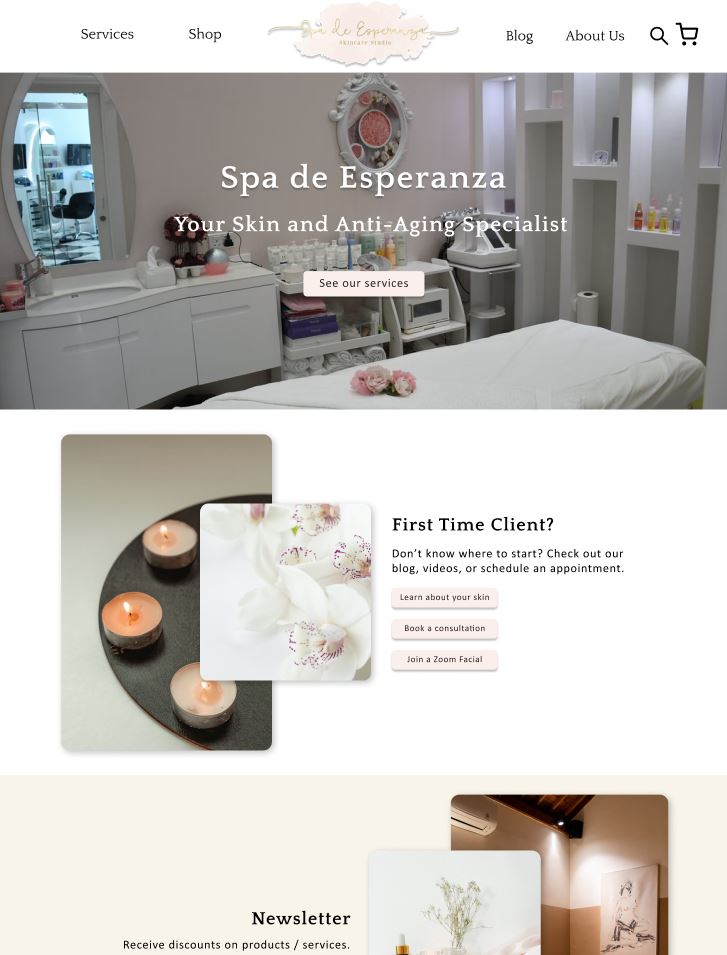 Services
Shop
Spa de Esperanza
Skincare Studio
Blog
About Us
Spa de Esperanza
Your Skin and Anti-Aging Specialist
See our services
First Time Client?
Don't know where to start? Check out our
blog, videos, or schedule an appointment.
Learn about your skin
Book a consultation
Join a Zoom Facial
Newsletter
Receive discounts on products / services.